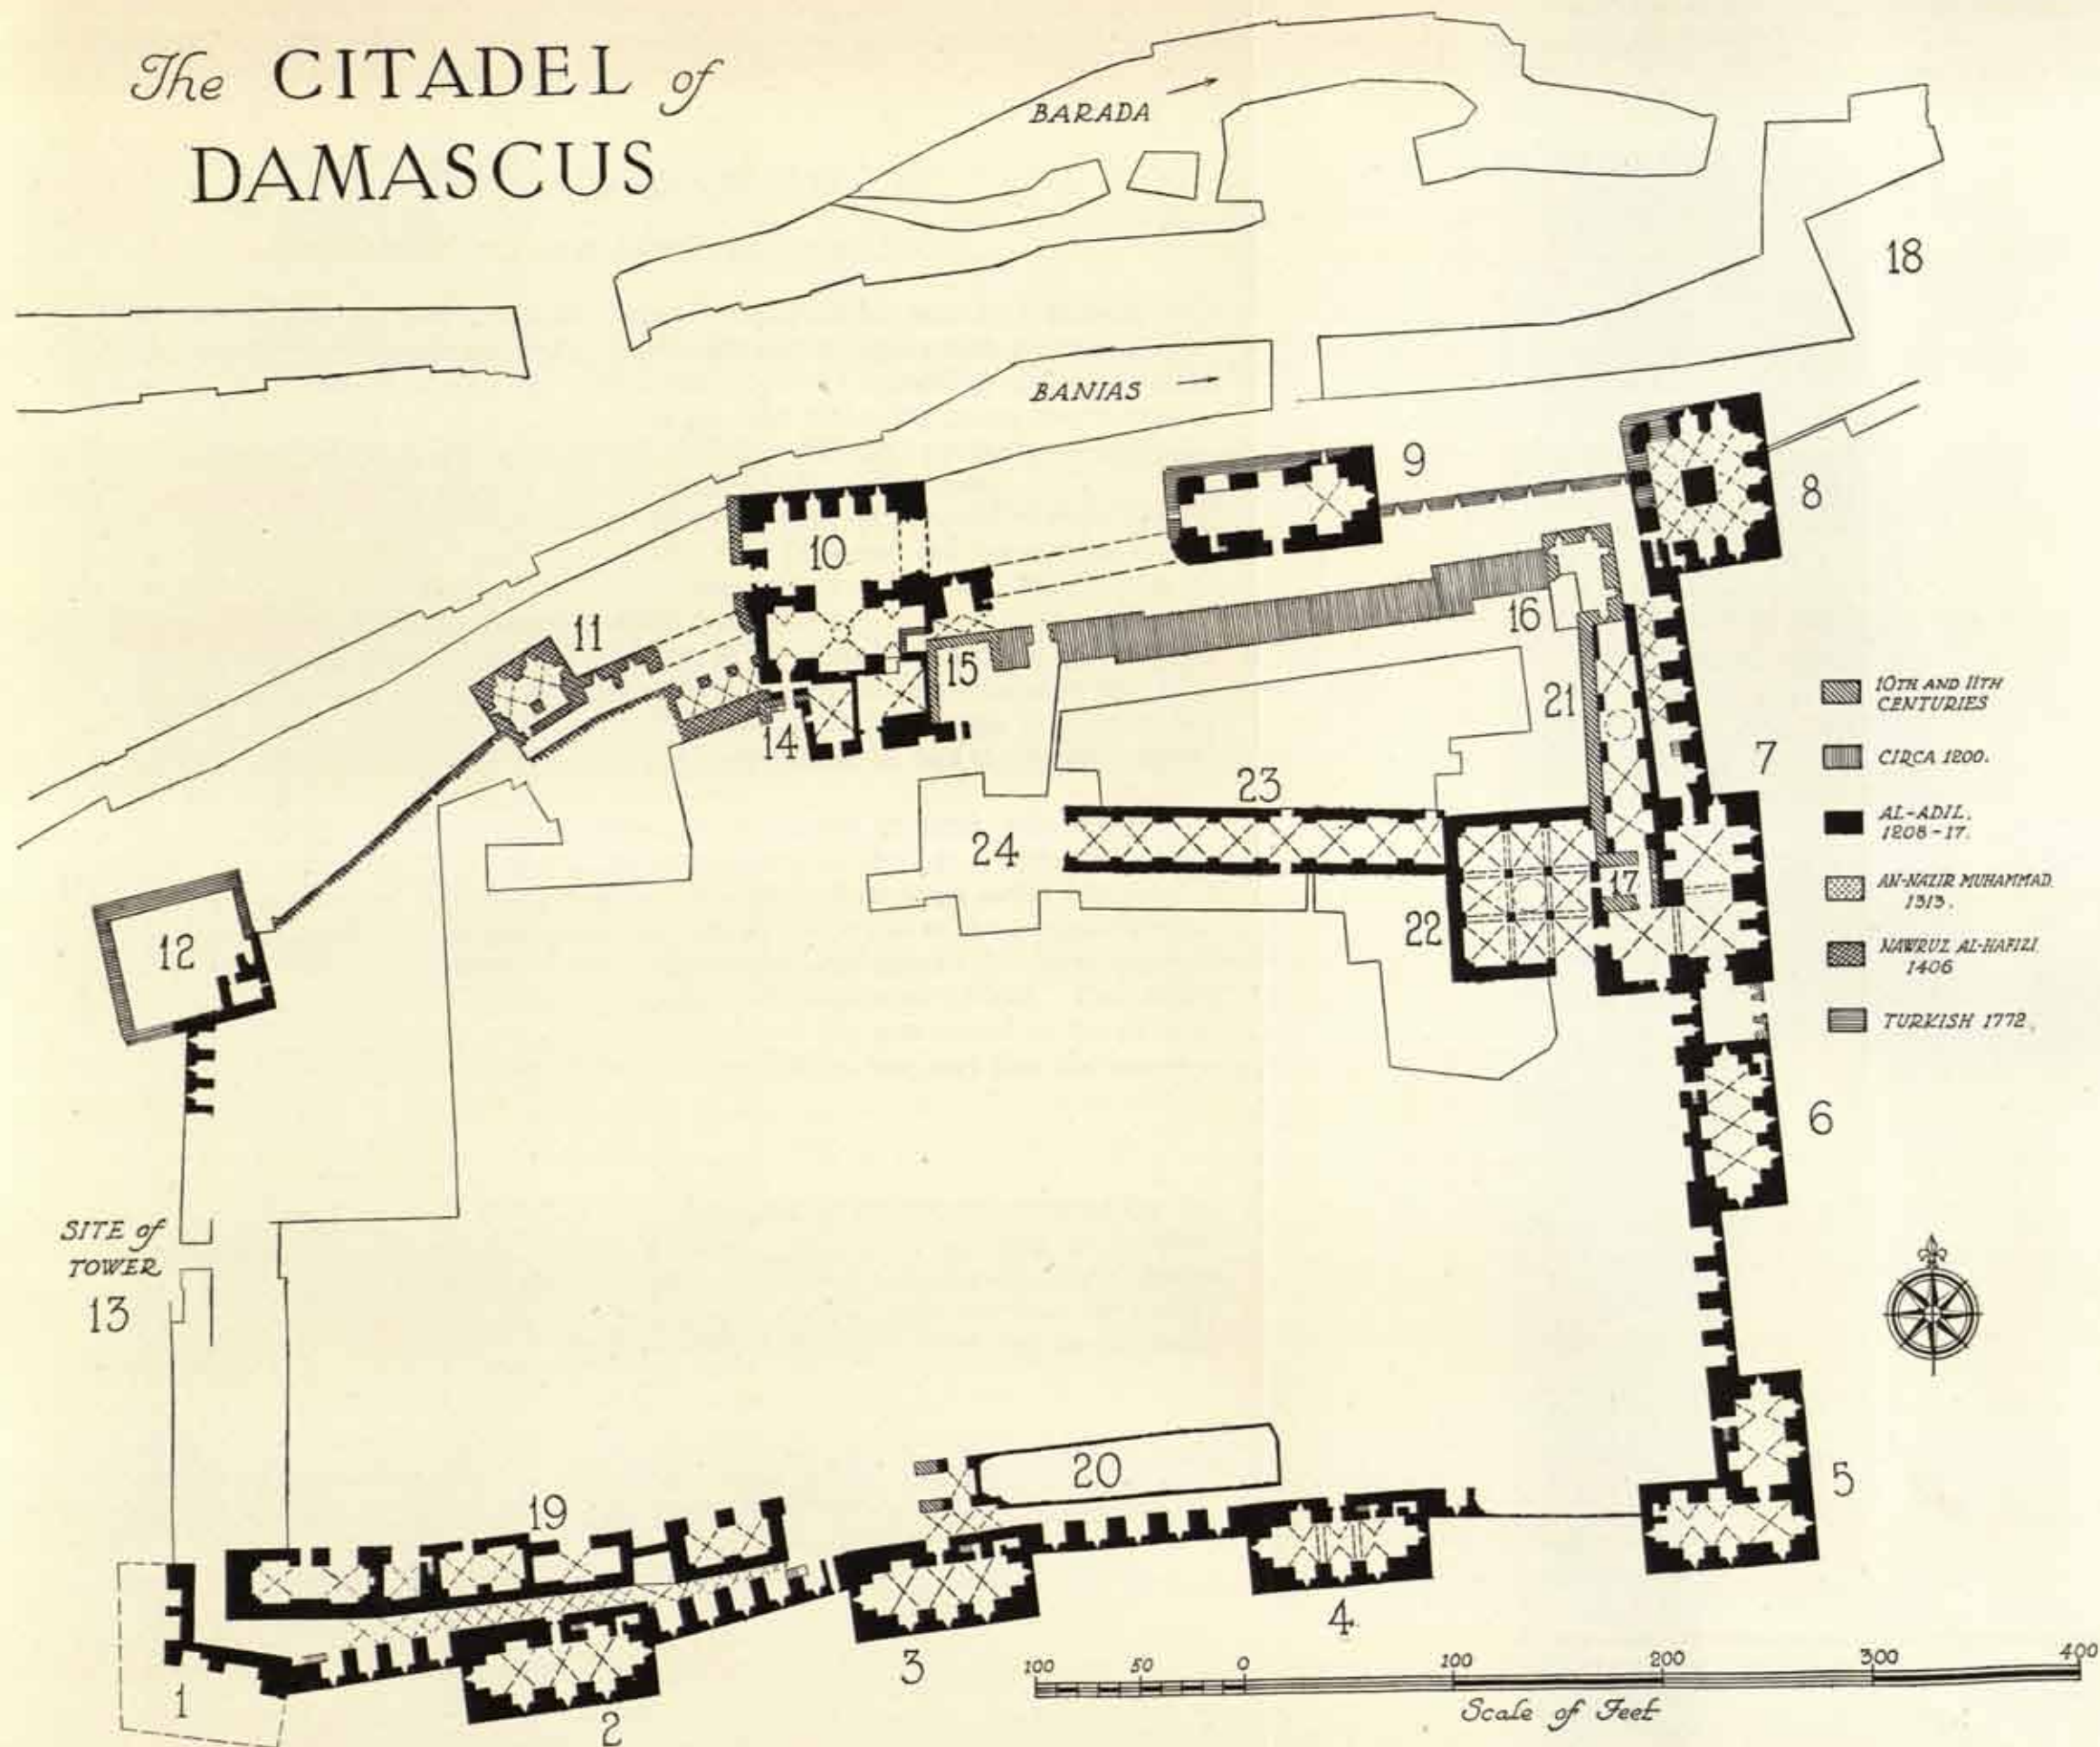 The CITADEL of
DAMASCUS
BARADA
18
BANIAS
9
8
10
11
16
15
21
14
7
23
24
17
22
12
6
10TH AND 11TH
CENTURIES
CIRCA 1200.
AL-ADIL,
1208-17.
AN-NAZIR MUHAMMAD
1313.
NAWRUZ AL-HAFIZI.
1406
TURKISH 1772.
SITE of
TOWER
13
20
19
5
4
3
1
2
100 50 0 100 200 300 400
Scale of Feet